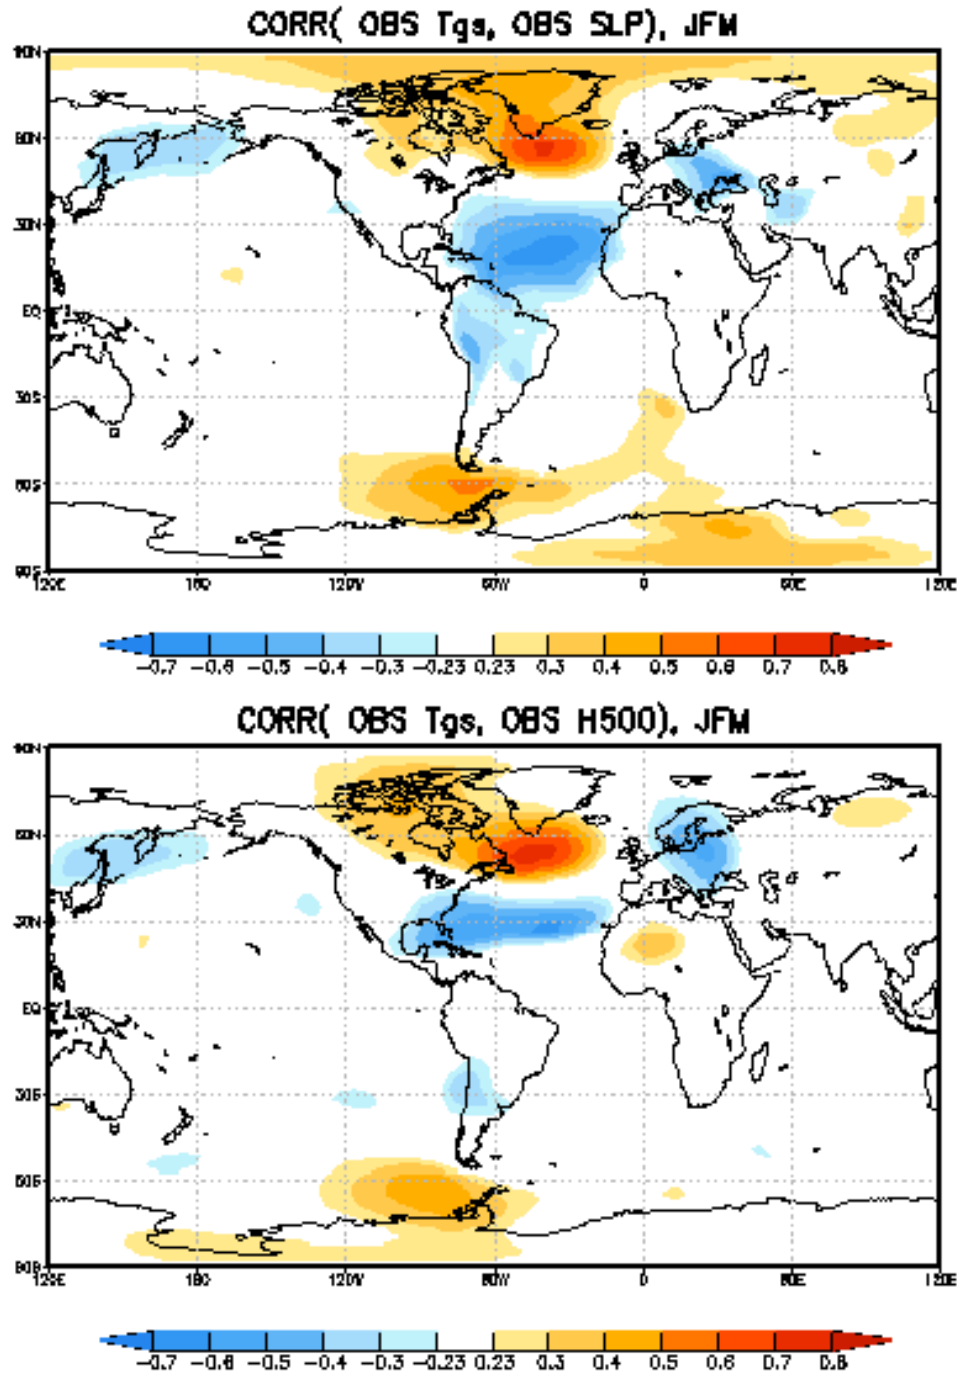 CORR( OBS Tgs, OBS SLP), JFM
90N
60N
30N
EQ
30S
60S
90S
120E 180 120W 60W 0 60E 120E
-0.7 -0.6 -0.5 -0.4 -0.3 -0.23 0.23 0.3 0.4 0.5 0.6 0.7 0.8
CORR( OBS Tgs, OBS H500), JFM
90N
60N
30N
EQ
30S
60S
90S
120E 180 120W 60W 0 60E 120E
-0.7 -0.6 -0.5 -0.4 -0.3 -0.23 0.23 0.3 0.4 0.5 0.6 0.7 0.8